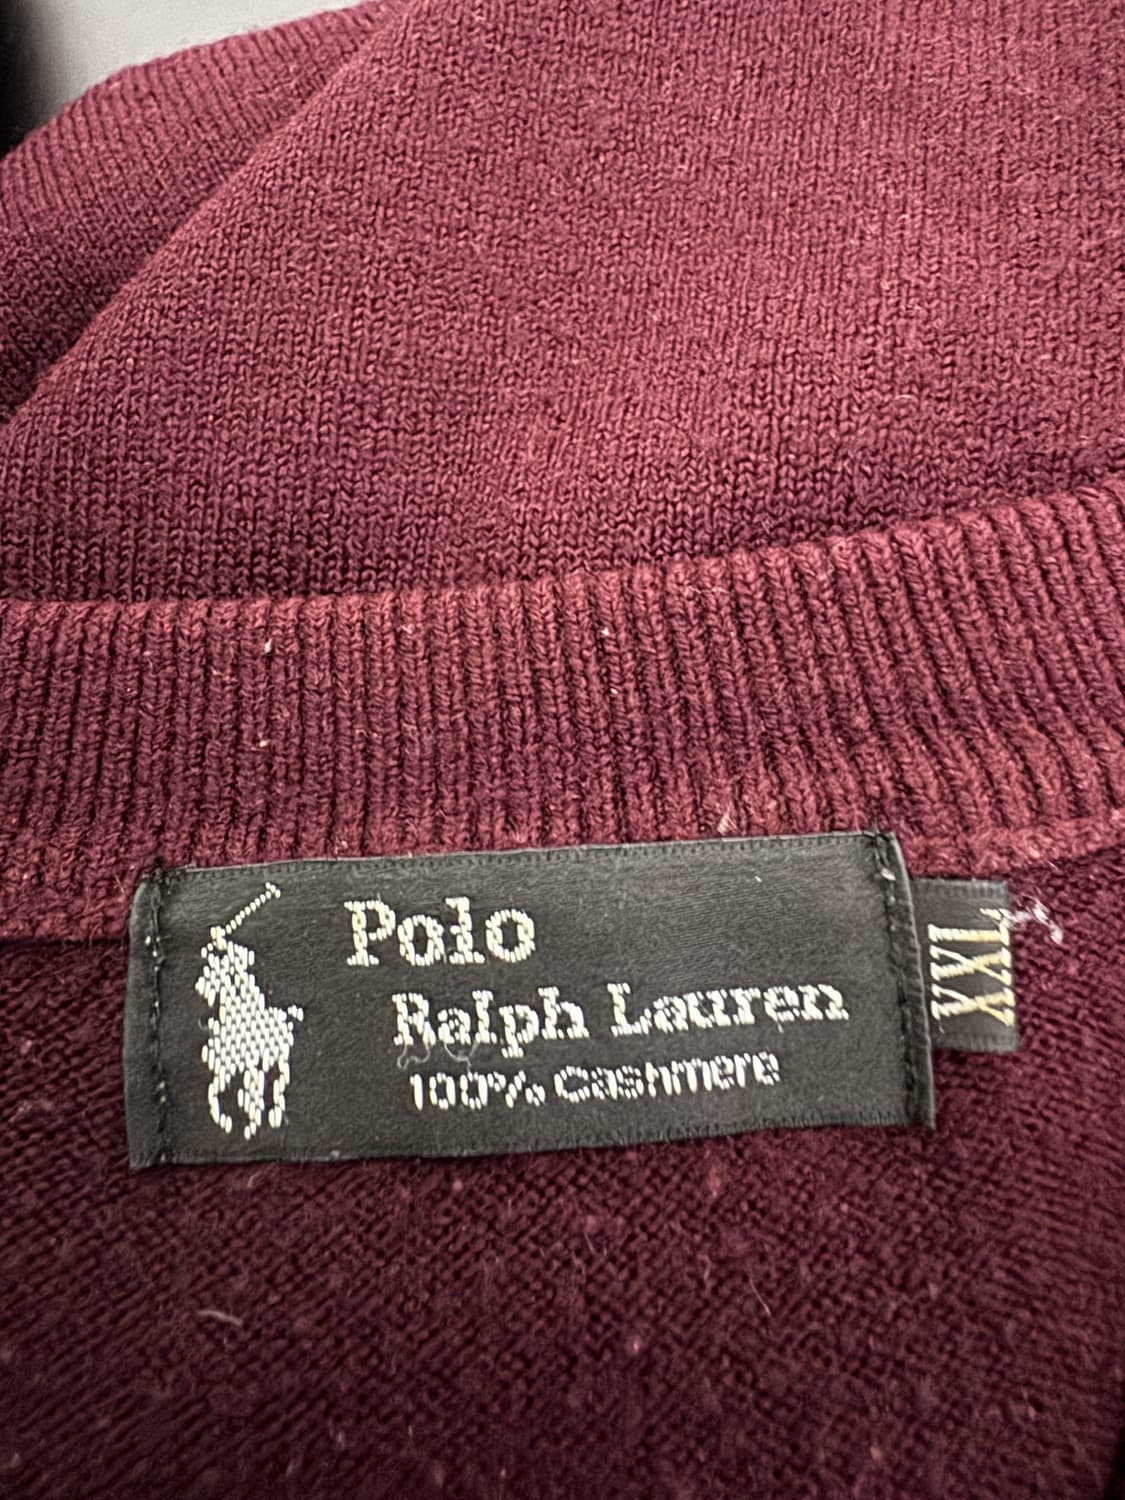 Polo
Ralph Lauren
100% Cashmere
XXL